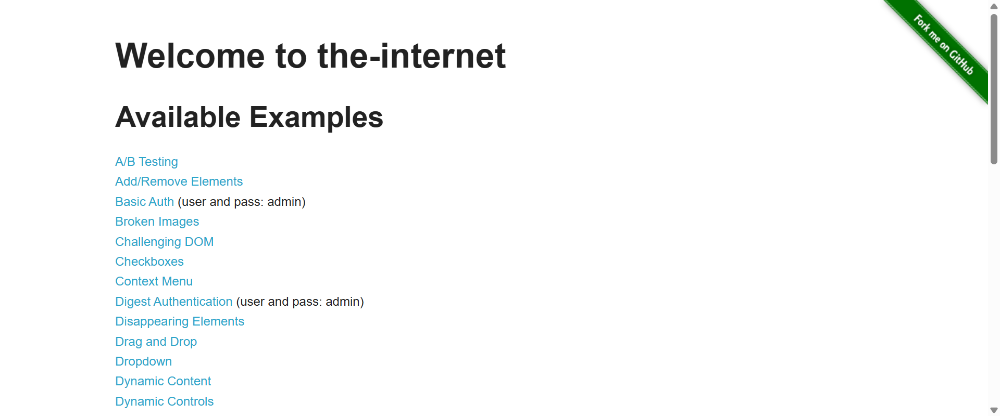 Welcome to the-internet
Fork me on GitHub
Available Examples
A/B Testing
Add/Remove Elements
Basic Auth (user and pass: admin)
Broken Images
Challenging DOM
Checkboxes
Context Menu
Digest Authentication (user and pass: admin)
Disappearing Elements
Drag and Drop
Dropdown
Dynamic Content
Dynamic Controls